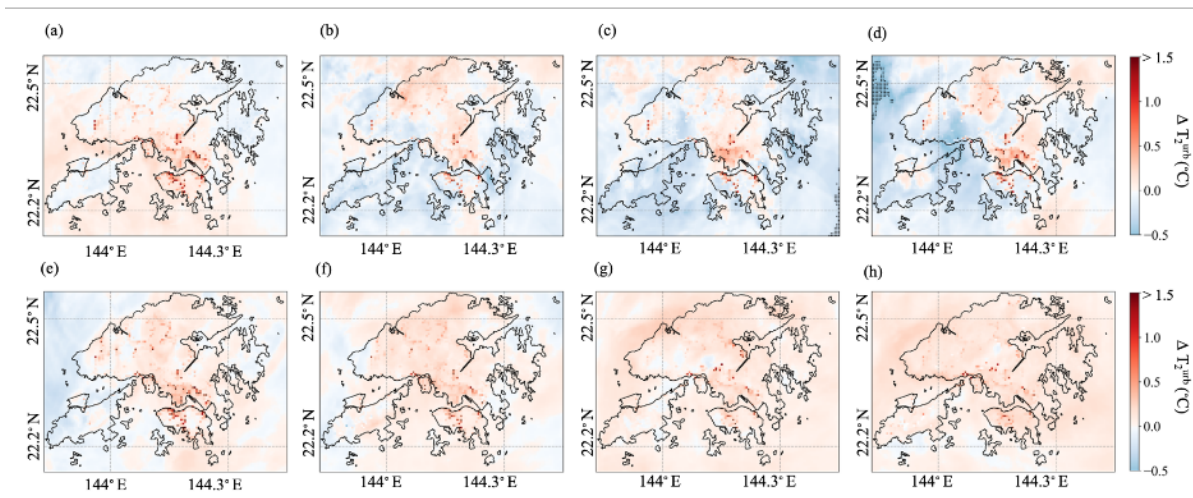 (a) (b) (c) (d)
22.5° N
22.2° N
144° E 144.3° E
22.5° N
22.2° N
144° E 144.3° E
22.5° N
22.2° N
144° E 144.3° E
22.5° N
22.2° N
144° E 144.3° E
> 1.5
1.0
0.5
0.0
−0.5
Δ T₂ᵘʳᵇ (°C)
(e) (f) (g) (h)
22.5° N
22.2° N
144° E 144.3° E
22.5° N
22.2° N
144° E 144.3° E
22.5° N
22.2° N
144° E 144.3° E
22.5° N
22.2° N
144° E 144.3° E
> 1.5
1.0
0.5
0.0
−0.5
Δ T₂ᵘʳᵇ (°C)